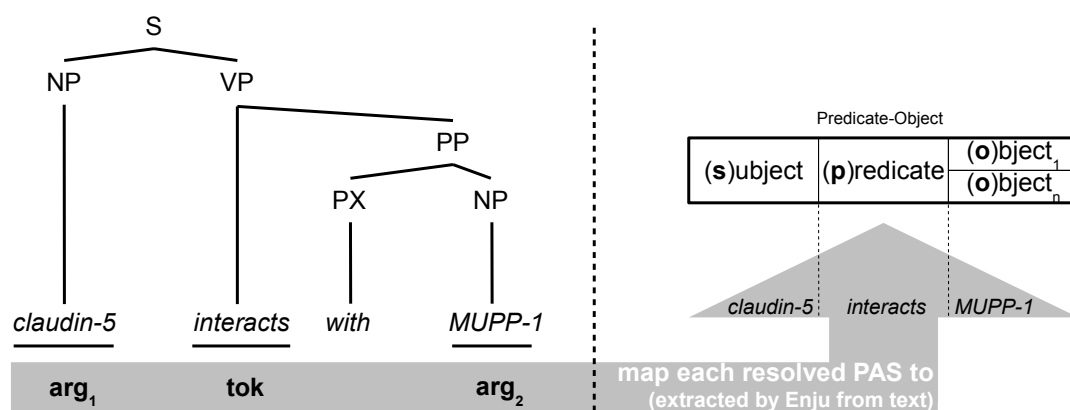 S
NP VP
PP
PX NP
claudin-5 interacts with MUPP-1
arg1 tok arg2
Predicate-Object
(s)ubject (p)redicate (o)bject1
(o)bjectn
claudin-5 interacts MUPP-1
map each resolved PAS to
(extracted by Enju from text)